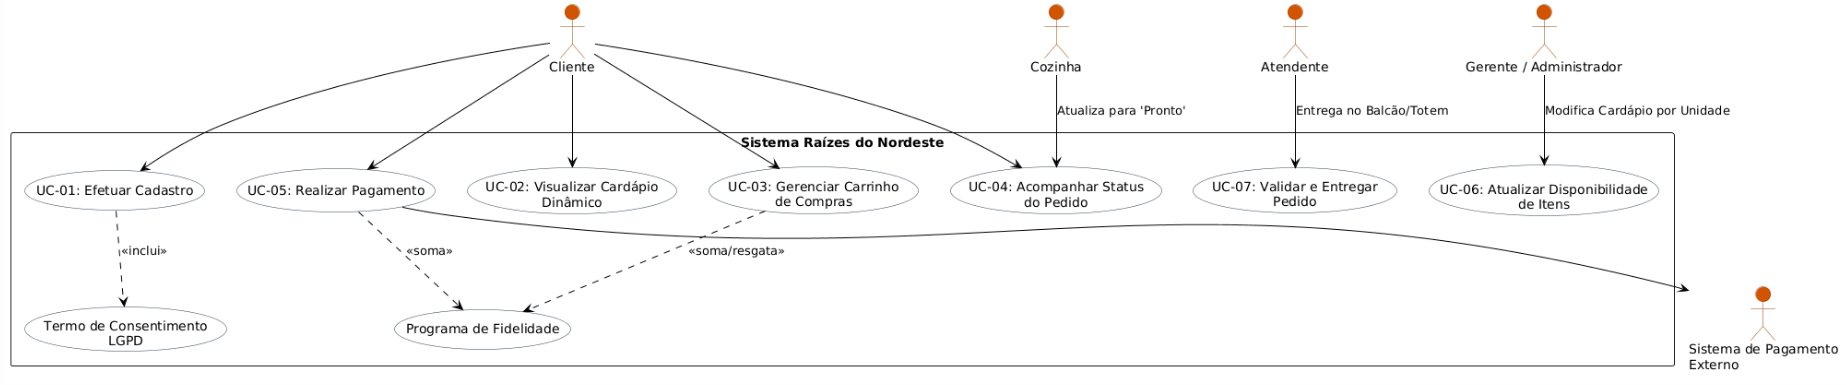 Cliente
Cozinha
Atendente
Gerente / Administrador
Atualiza para 'Pronto'
Entrega no Balcão/Totem
Modifica Cardápio por Unidade
Sistema Raízes do Nordeste
UC-01: Efetuar Cadastro
UC-05: Realizar Pagamento
UC-02: Visualizar Cardápio
Dinâmico
UC-03: Gerenciar Carrinho
de Compras
UC-04: Acompanhar Status
do Pedido
UC-07: Validar e Entregar
Pedido
UC-06: Atualizar Disponibilidade
de Itens
«inclui»
«soma»
«soma/resgata»
Termo de Consentimento
LGPD
Programa de Fidelidade
Sistema de Pagamento
Externo